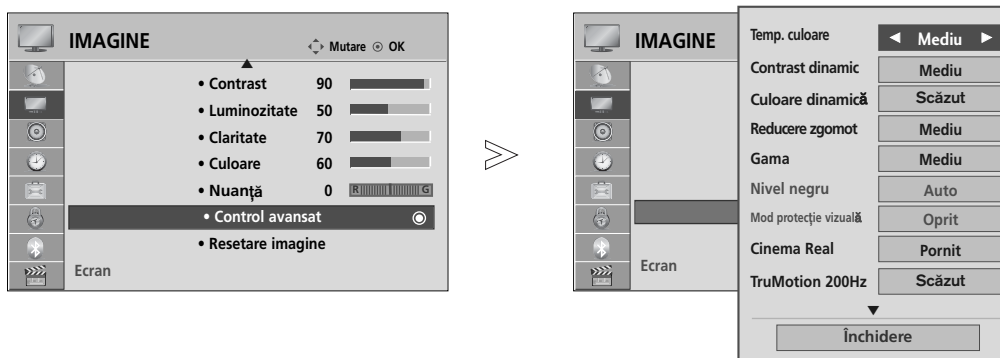 IMAGINE
Mutare OK
• Contrast 90
• Luminozitate 50
• Claritate 70
• Culoare 60
• Nuanță 0 R G
• Control avansat
• Resetare imagine
Ecran
IMAGINE
Ecran
Temp. culoare Mediu
Contrast dinamic Mediu
Culoare dinamică Scăzut
Reducere zgomot Mediu
Gama Mediu
Nivel negru Auto
Mod protecție vizuală Oprit
Cinema Real Pornit
TruMotion 200Hz Scăzut
Închidere